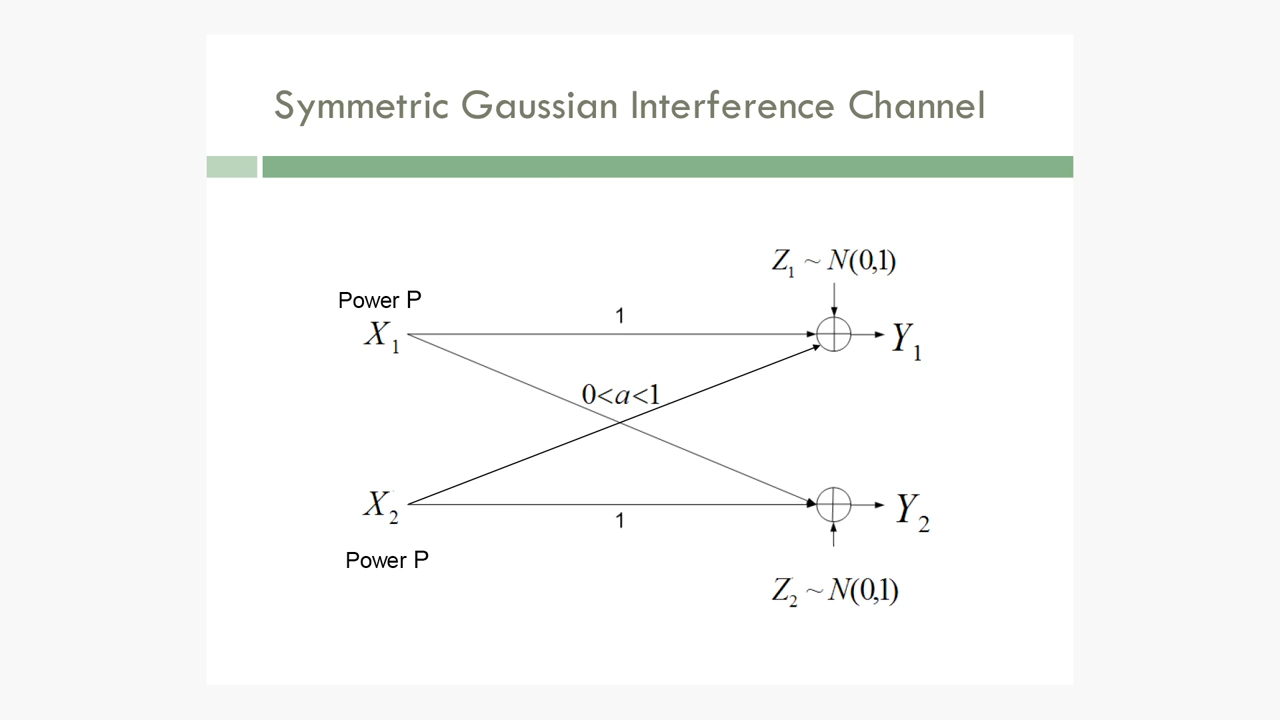 Symmetric Gaussian Interference Channel
Z₁ ~ N(0,1)
Power P
1
X₁
Y₁
0<a<1
X₂
Y₂
1
Power P
Z₂ ~ N(0,1)